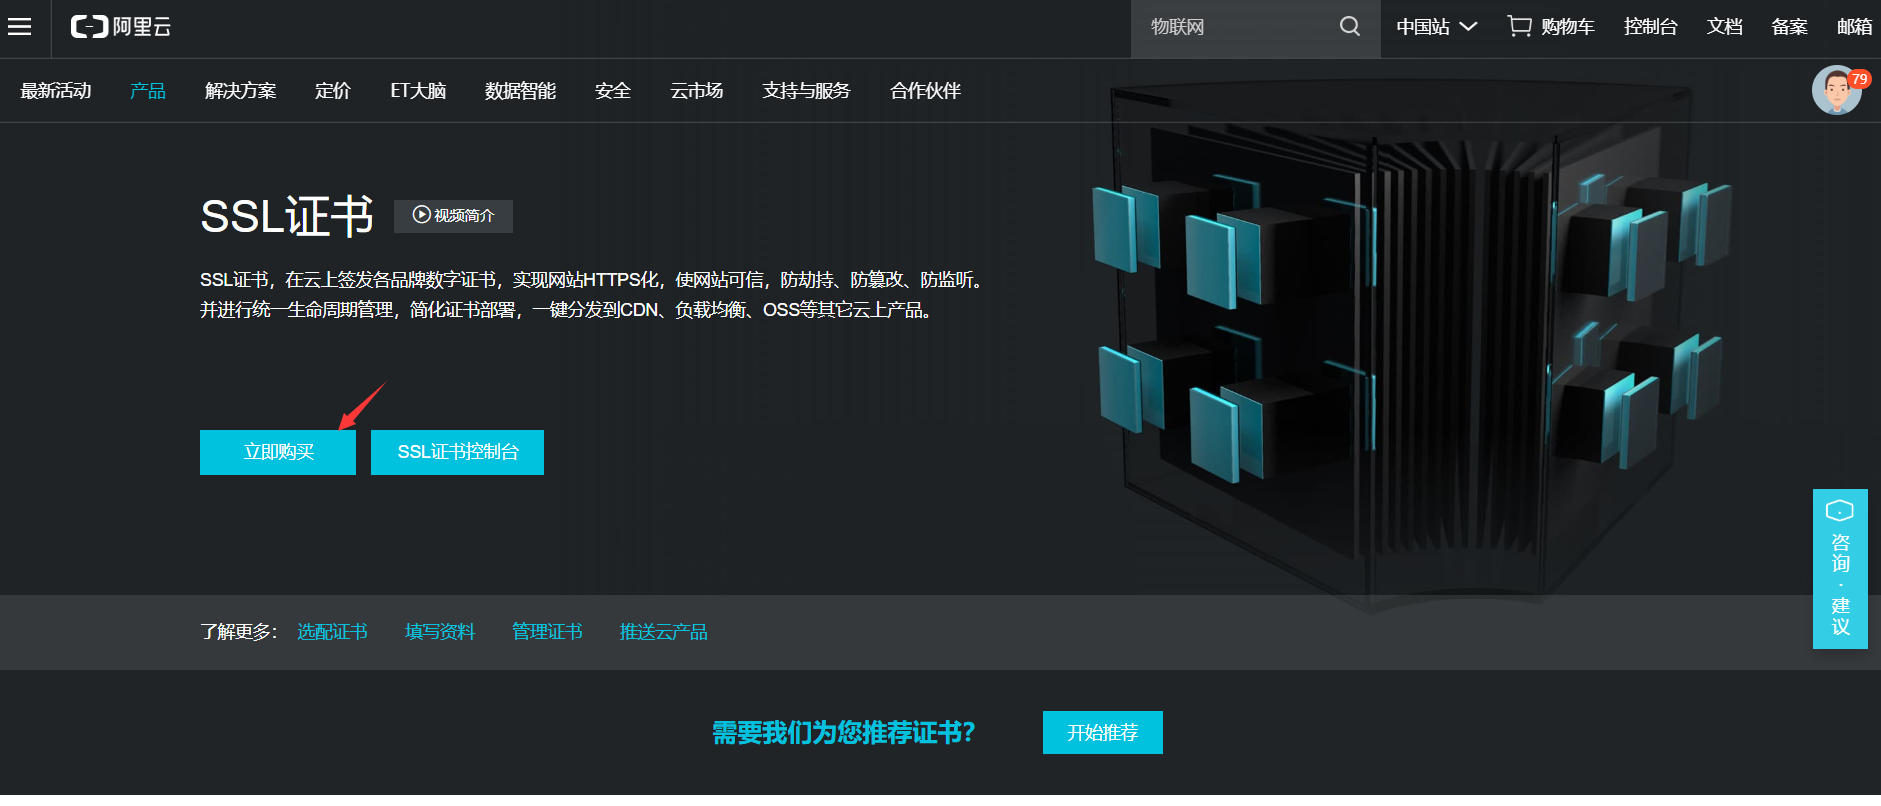 阿里云
物联网
中国站
购物车
控制台
文档
备案
邮箱
最新活动
产品
解决方案
定价
ET大脑
数据智能
安全
云市场
支持与服务
合作伙伴
79
SSL证书
视频简介
SSL证书，在云上签发各品牌数字证书，实现网站HTTPS化，使网站可信，防劫持、防篡改、防监听。
并进行统一生命周期管理，简化证书部署，一键分发到CDN、负载均衡、OSS等其它云上产品。
立即购买
SSL证书控制台
咨询·建议
了解更多：
选配证书
填写资料
管理证书
推送云产品
需要我们为您推荐证书？
开始推荐